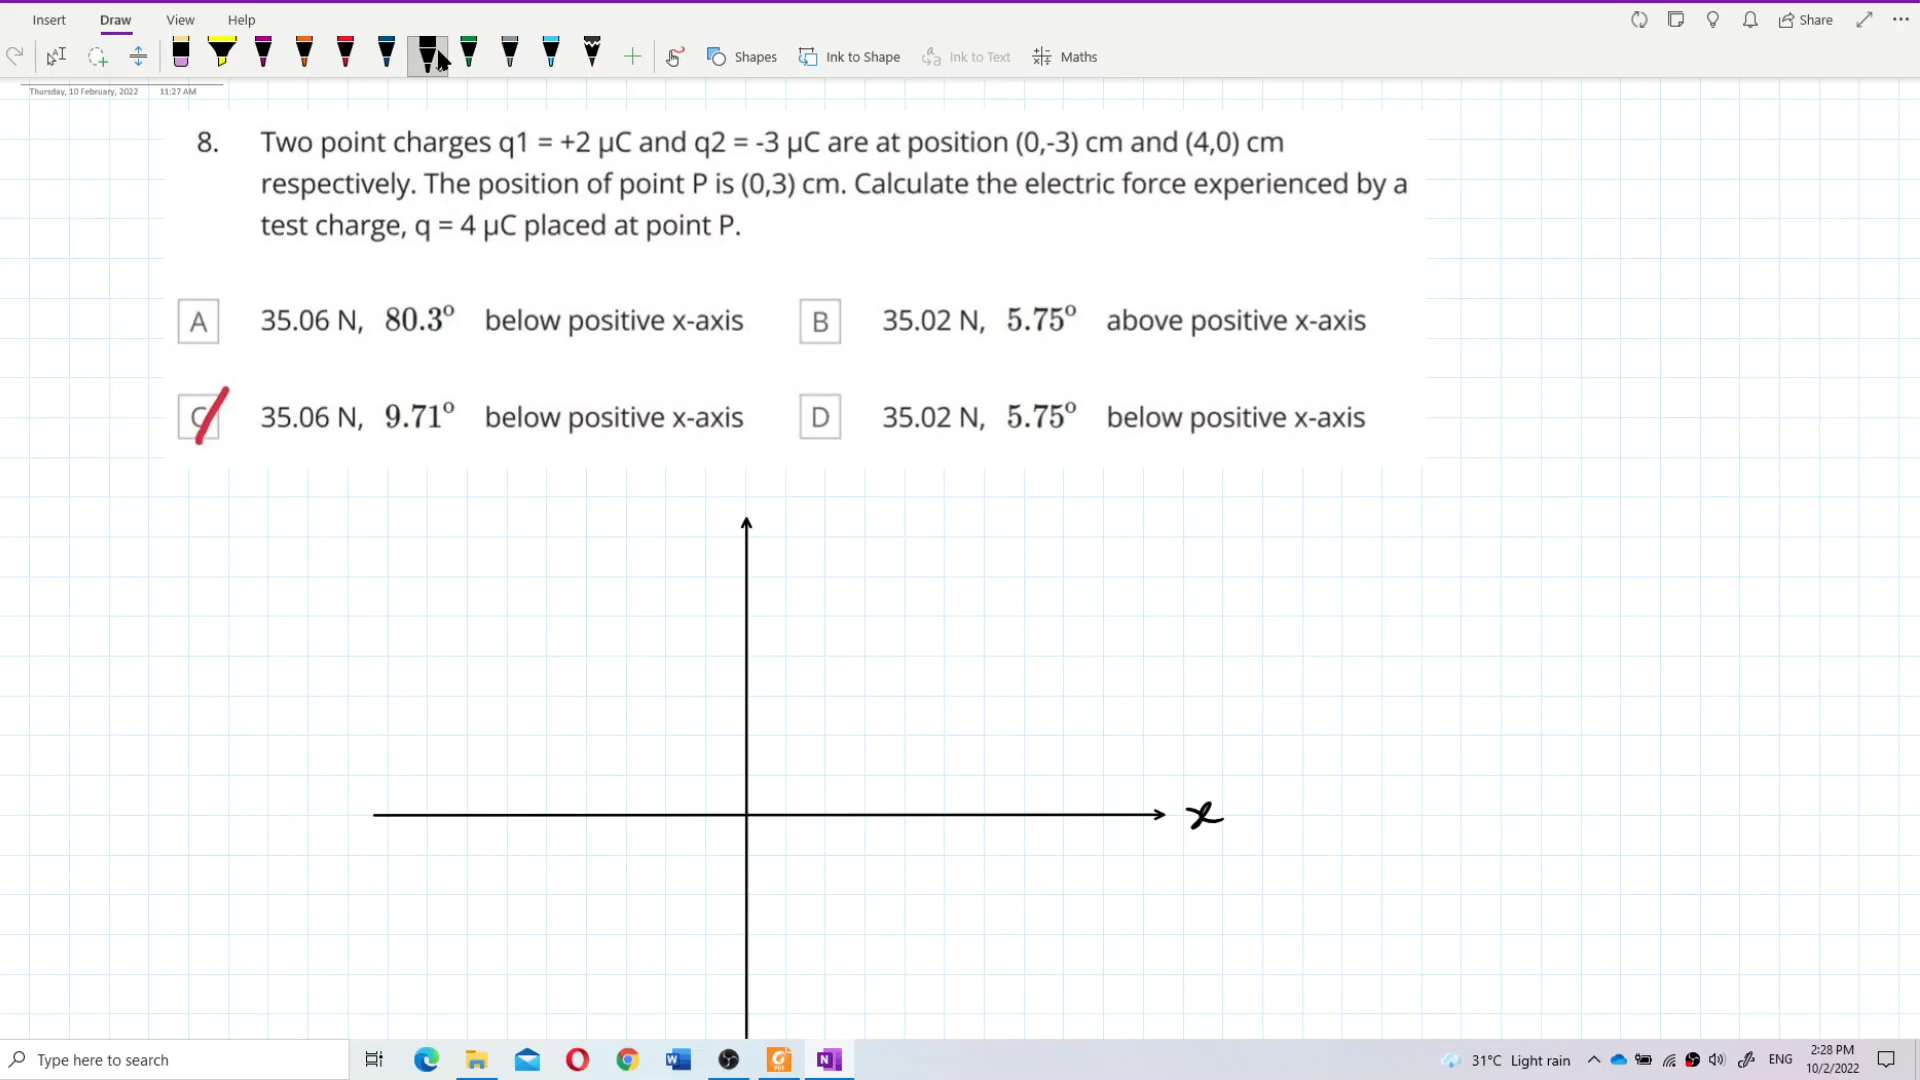 Insert Draw View Help
Share
Shapes Ink to Shape Ink to Text Maths
Thursday, 10 February, 2022 11:27 AM
8. Two point charges q1 = +2 μC and q2 = -3 μC are at position (0,-3) cm and (4,0) cm
respectively. The position of point P is (0,3) cm. Calculate the electric force experienced by a
test charge, q = 4 μC placed at point P.
A 35.06 N, 80.3° below positive x-axis B 35.02 N, 5.75° above positive x-axis
C 35.06 N, 9.71° below positive x-axis D 35.02 N, 5.75° below positive x-axis
x
Type here to search
31°C Light rain
ENG
2:28 PM
10/2/2022